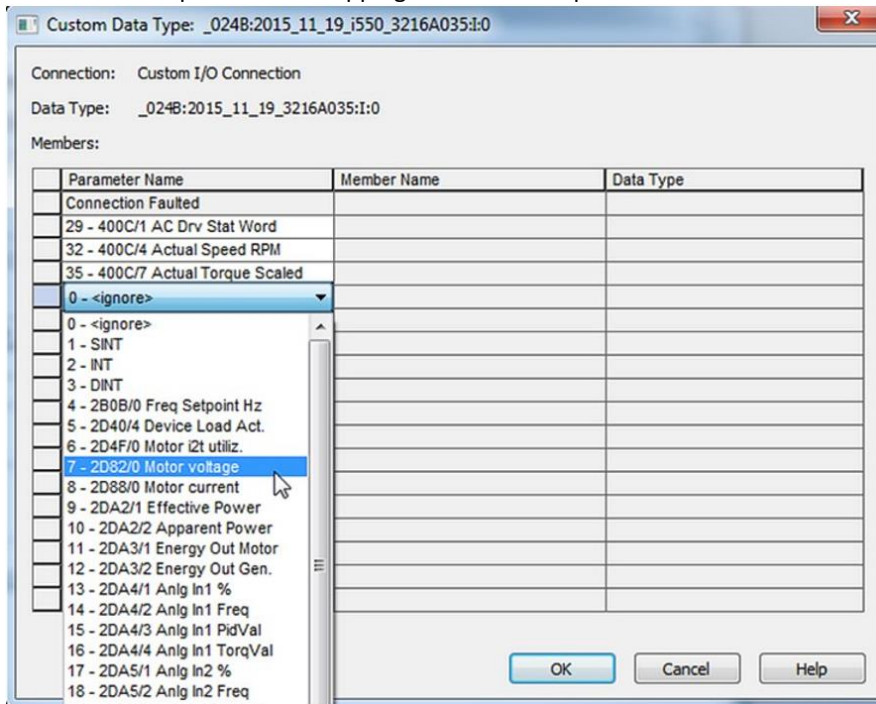 Custom Data Type: _024B:2015_11_19_i550_3216A035:I:0
Connection: Custom I/O Connection
Data Type: _024B:2015_11_19_3216A035:I:0
Members:
Parameter Name Member Name Data Type
Connection Faulted
29 - 400C/1 AC Drv Stat Word
32 - 400C/4 Actual Speed RPM
35 - 400C/7 Actual Torque Scaled
0 - <ignore>
0 - <ignore>
1 - SINT
2 - INT
3 - DINT
4 - 2B0B/0 Freq Setpoint Hz
5 - 2D40/4 Device Load Act.
6 - 2D4F/0 Motor i2t utiliz.
7 - 2D82/0 Motor voltage
8 - 2D88/0 Motor current
9 - 2DA2/1 Effective Power
10 - 2DA2/2 Apparent Power
11 - 2DA3/1 Energy Out Motor
12 - 2DA3/2 Energy Out Gen.
13 - 2DA4/1 Anlg In1 %
14 - 2DA4/2 Anlg In1 Freq
15 - 2DA4/3 Anlg In1 PidVal
16 - 2DA4/4 Anlg In1 TorqVal
17 - 2DA5/1 Anlg In2 %
18 - 2DA5/2 Anlg In2 Freq
OK Cancel Help